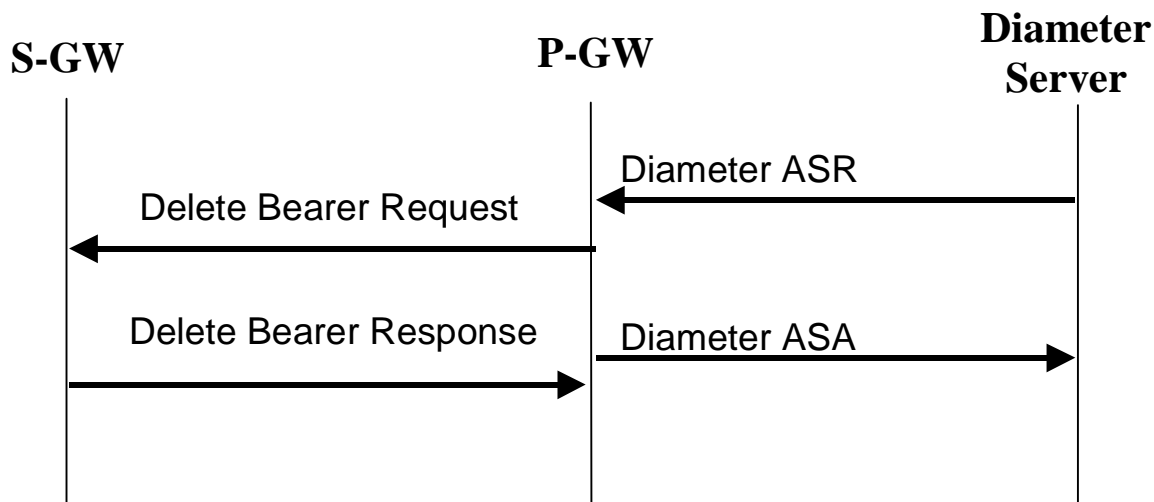 S-GW
P-GW
Diameter
Server
Diameter ASR
Delete Bearer Request
Delete Bearer Response
Diameter ASA